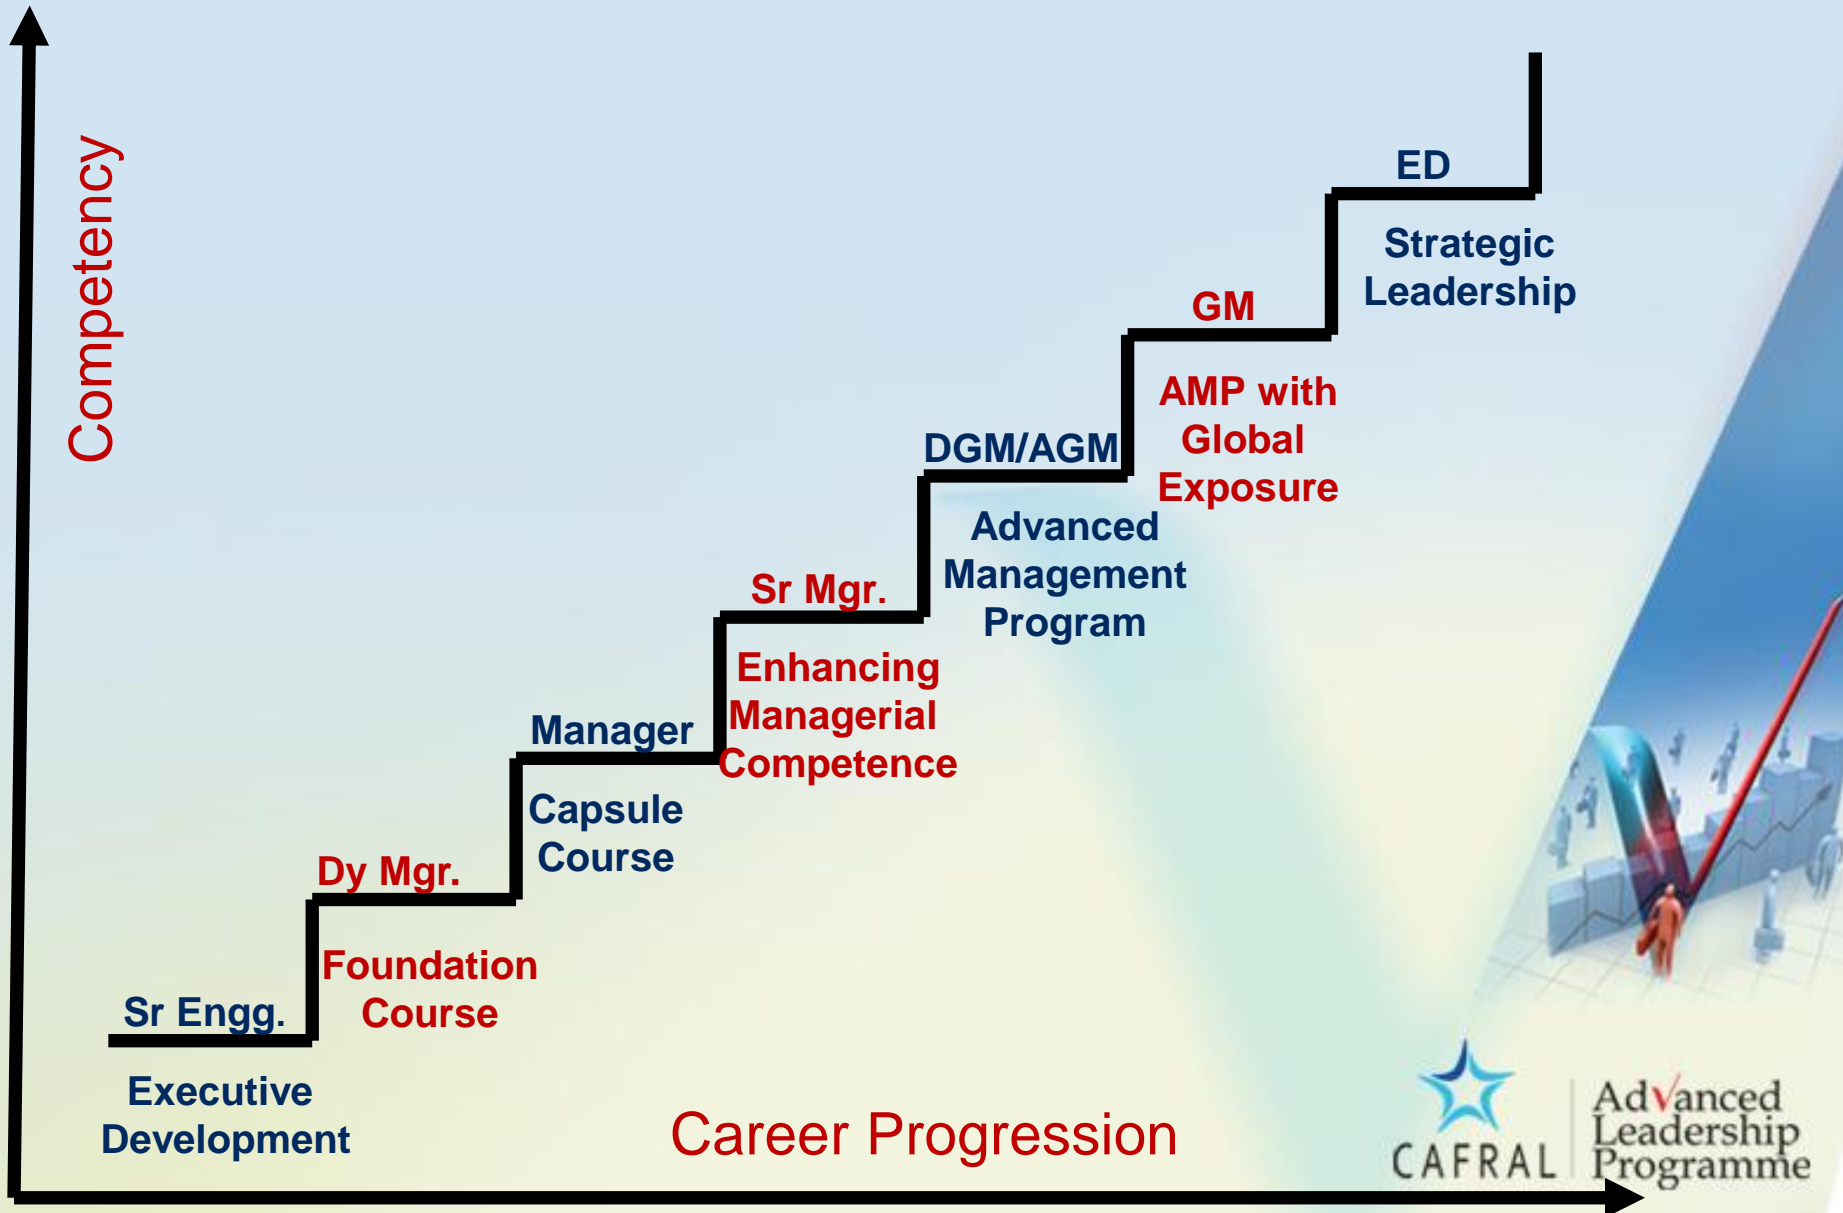 Competency
ED
Strategic
Leadership
GM
AMP with
Global
Exposure
DGM/AGM
Advanced
Management
Program
Sr Mgr.
Enhancing
Managerial
Competence
Manager
Capsule
Course
Dy Mgr.
Foundation
Course
Sr Engg.
Executive
Development
Career Progression
CAFRAL
Advanced
Leadership
Programme